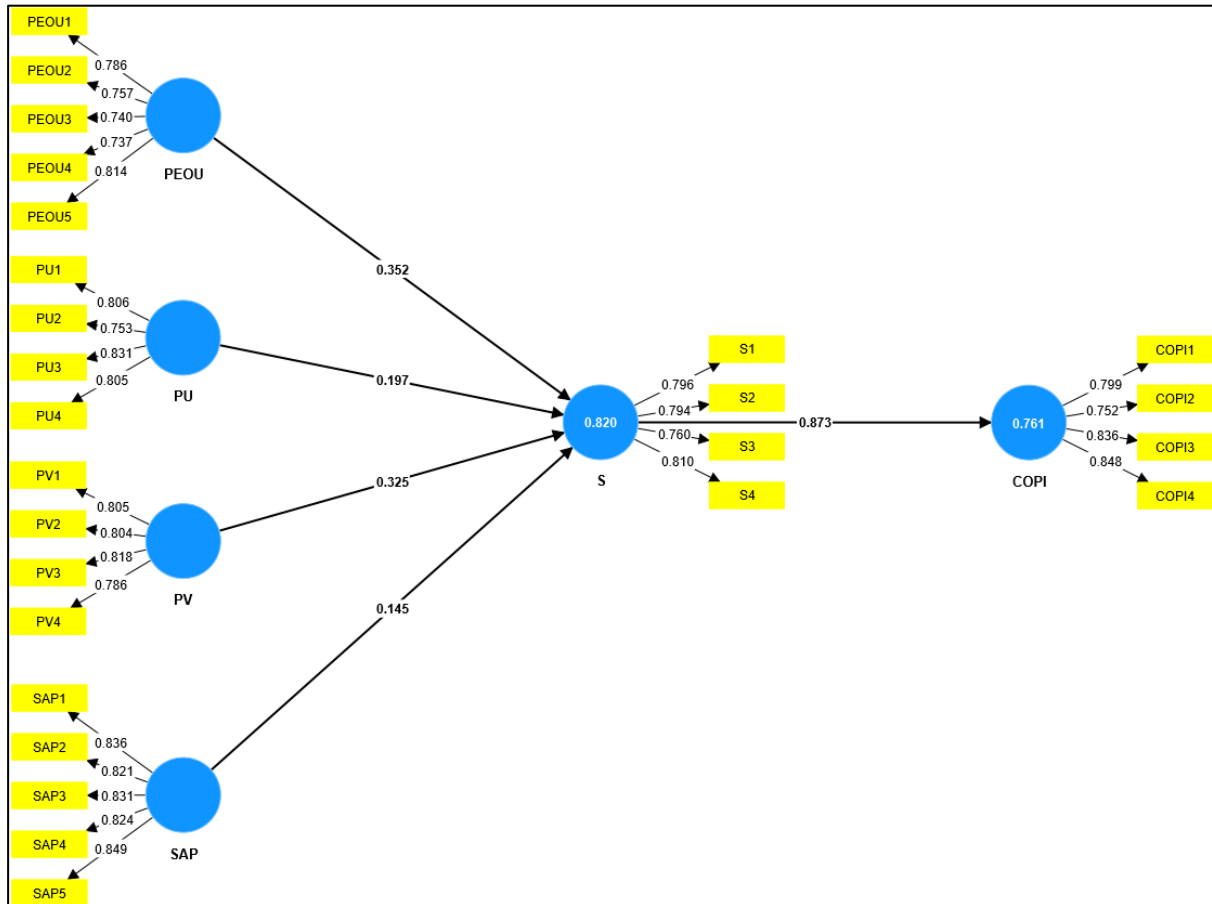 PEOU1
PEOU2
PEOU3
PEOU4
PEOU5
0.786
0.757
0.740
0.737
0.814
PEOU
PU1
PU2
PU3
PU4
0.806
0.753
0.831
0.805
PU
PV1
PV2
PV3
PV4
0.805
0.804
0.818
0.786
PV
SAP1
SAP2
SAP3
SAP4
SAP5
0.836
0.821
0.831
0.824
0.849
SAP
0.352
0.197
0.325
0.145
0.820
S
0.796
0.794
0.760
0.810
S1
S2
S3
S4
0.873
0.761
COPI
0.799
0.752
0.836
0.848
COPI1
COPI2
COPI3
COPI4